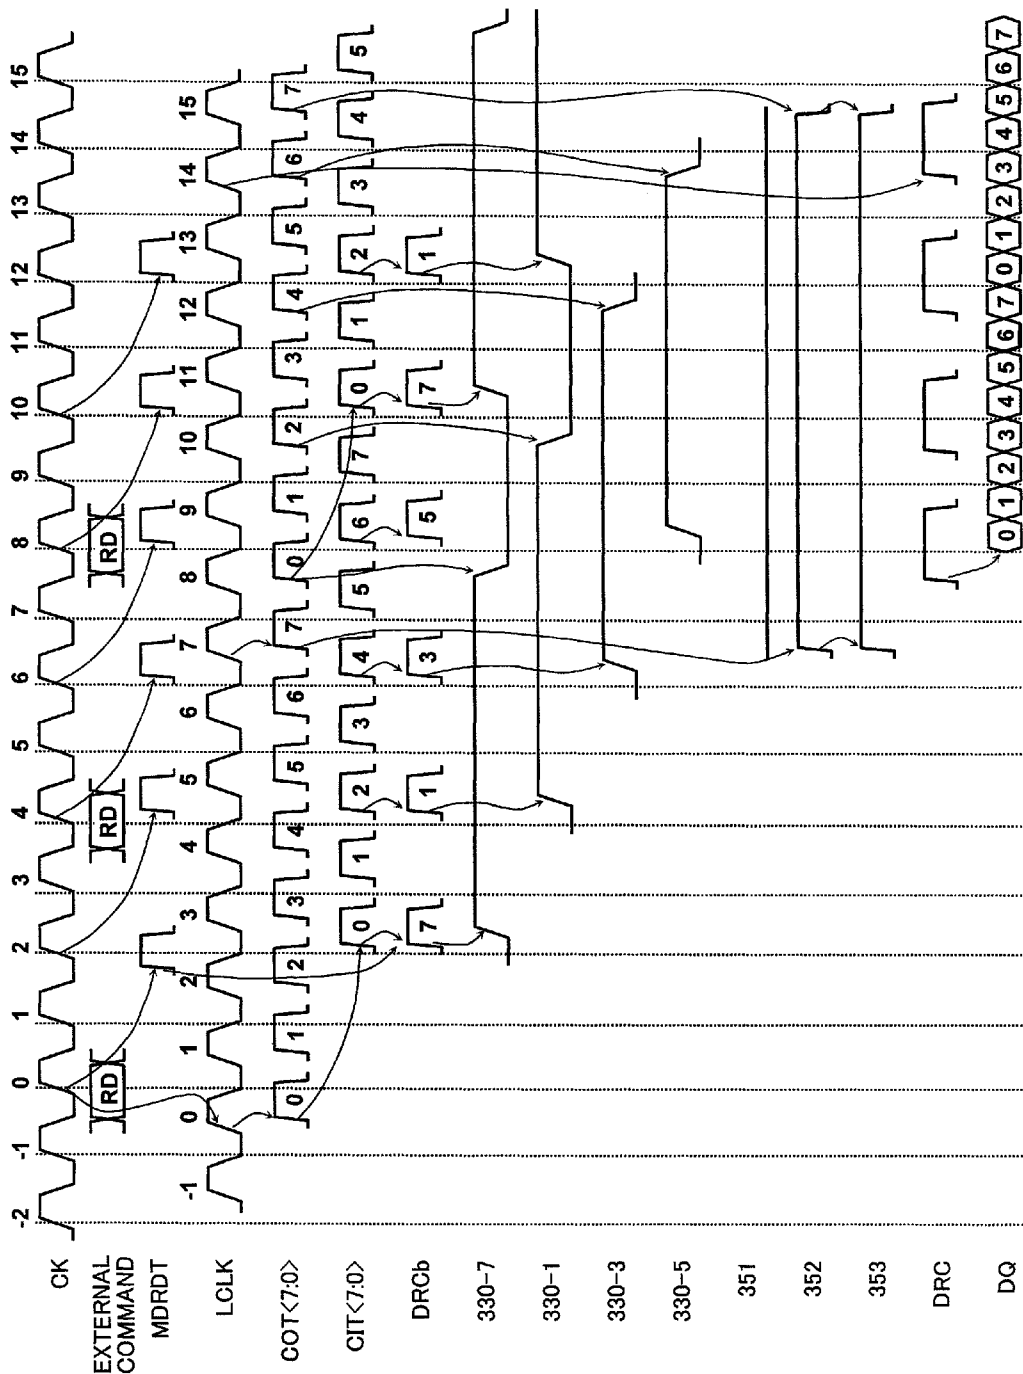 -2 -1 0 1 2 3 4 5 6 7 8 9 10 11 12 13 14 15
CK
EXTERNAL
COMMAND
RD RD RD
MDRDT
-1 0 1 2 3 4 5 6 7 8 9 10 11 12 13 14 15
LCLK
COT<7:0> 0 1 2 3 4 5 6 7 0 1 2 3 4 5 6 7
CIT<7:0> 0 1 2 3 4 5 6 7 0 1 2 3 4 5
DRCb 7 1 3 5 7 1
330-7
330-1
330-3
330-5
351
352
353
DRC
DQ 0 1 2 3 4 5 6 7 0 1 2 3 4 5 6 7